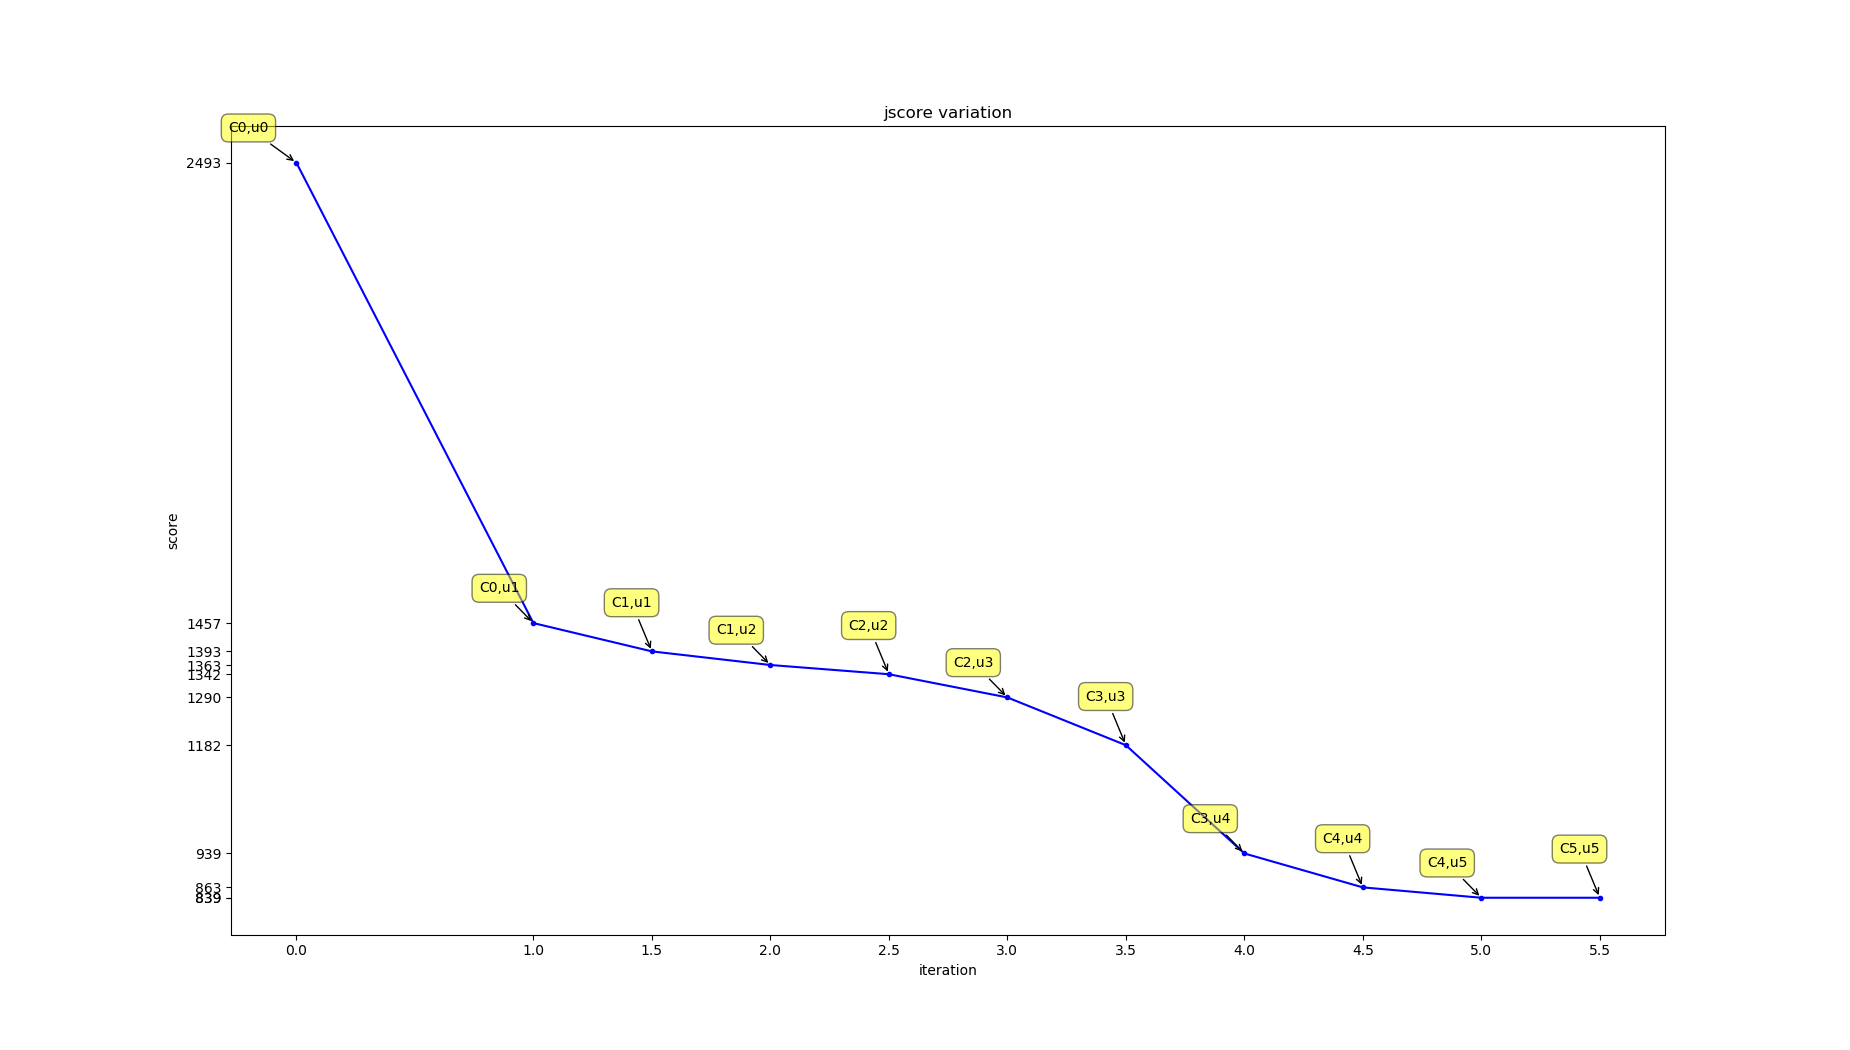 jscore variation
C0,u0
2493
score
C0,u1
C1,u1
C1,u2
C2,u2
C2,u3
C3,u3
C3,u4
C4,u4
C4,u5
C5,u5
1457
1393
1363
1342
1290
1182
939
863
839
0.0 1.0 1.5 2.0 2.5 3.0 3.5 4.0 4.5 5.0 5.5
iteration